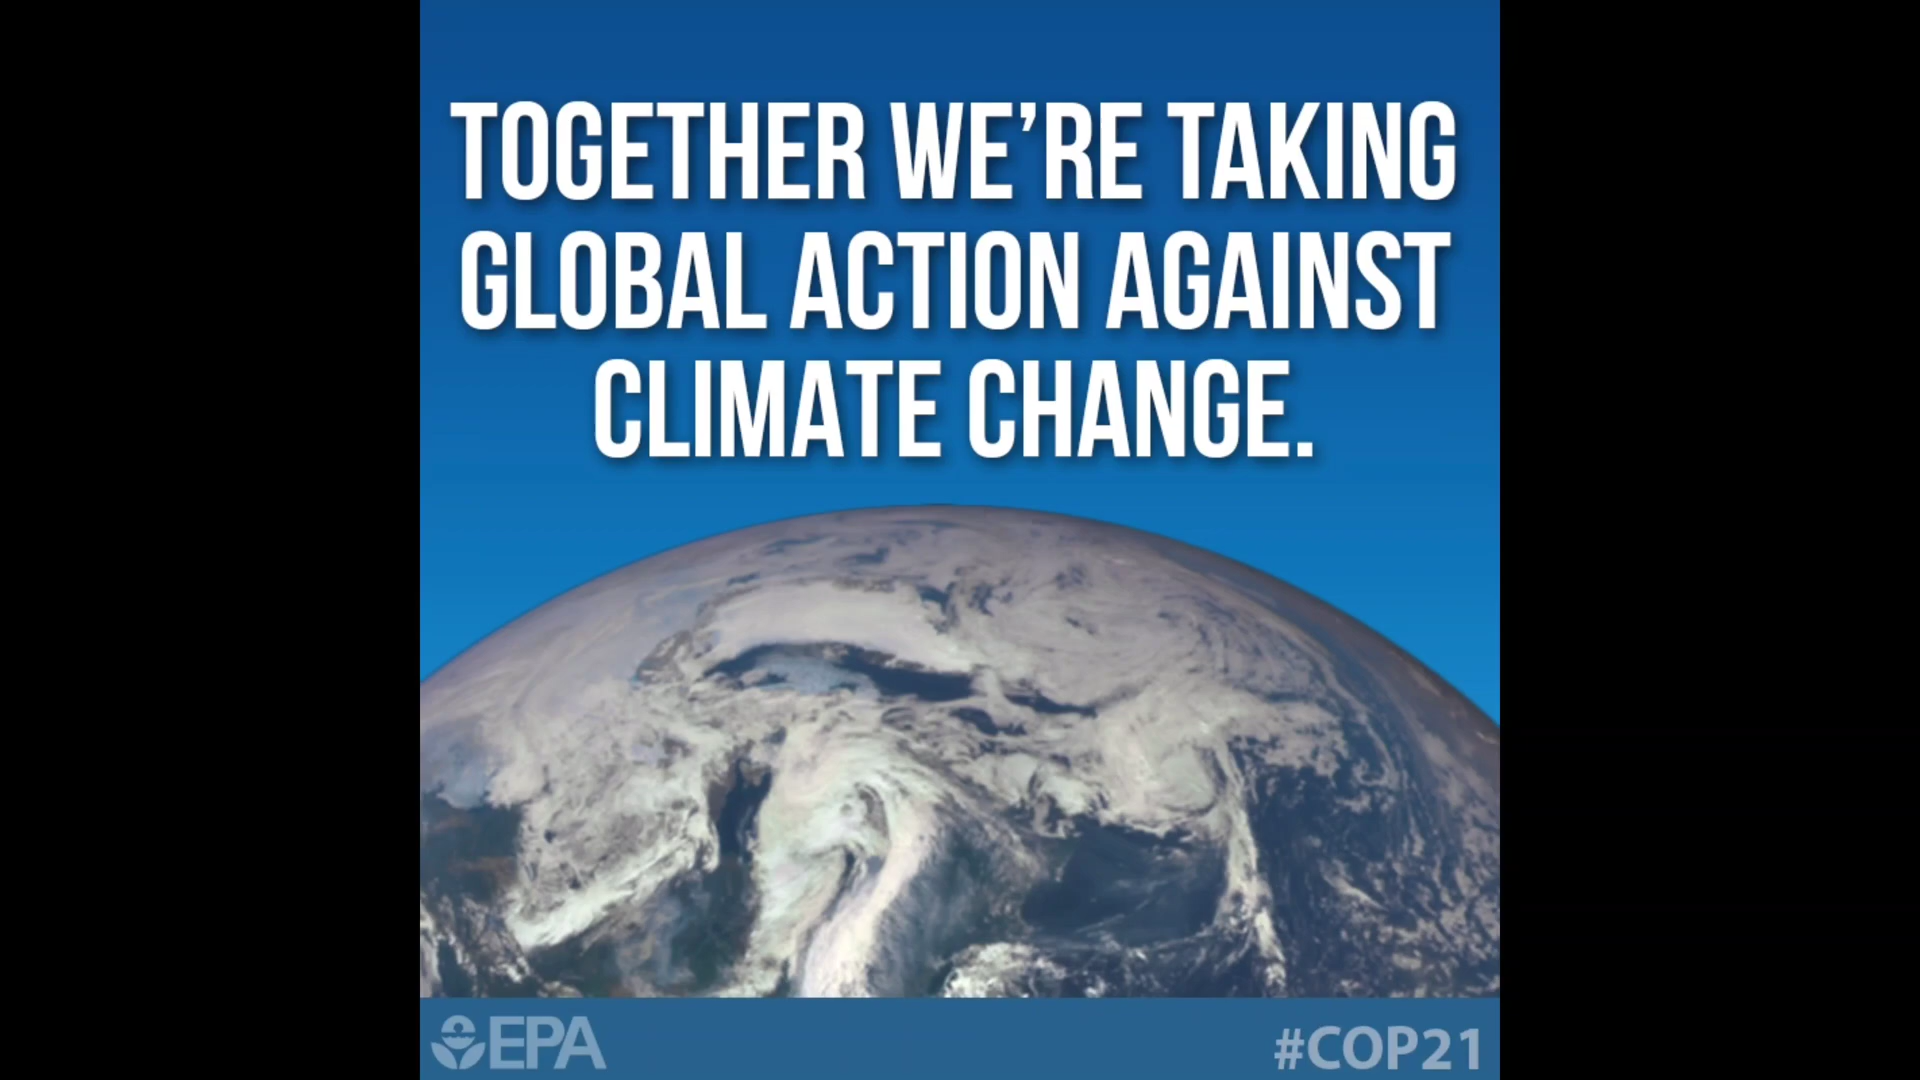 TOGETHER WE’RE TAKING
GLOBAL ACTION AGAINST
CLIMATE CHANGE.
EPA
#COP21